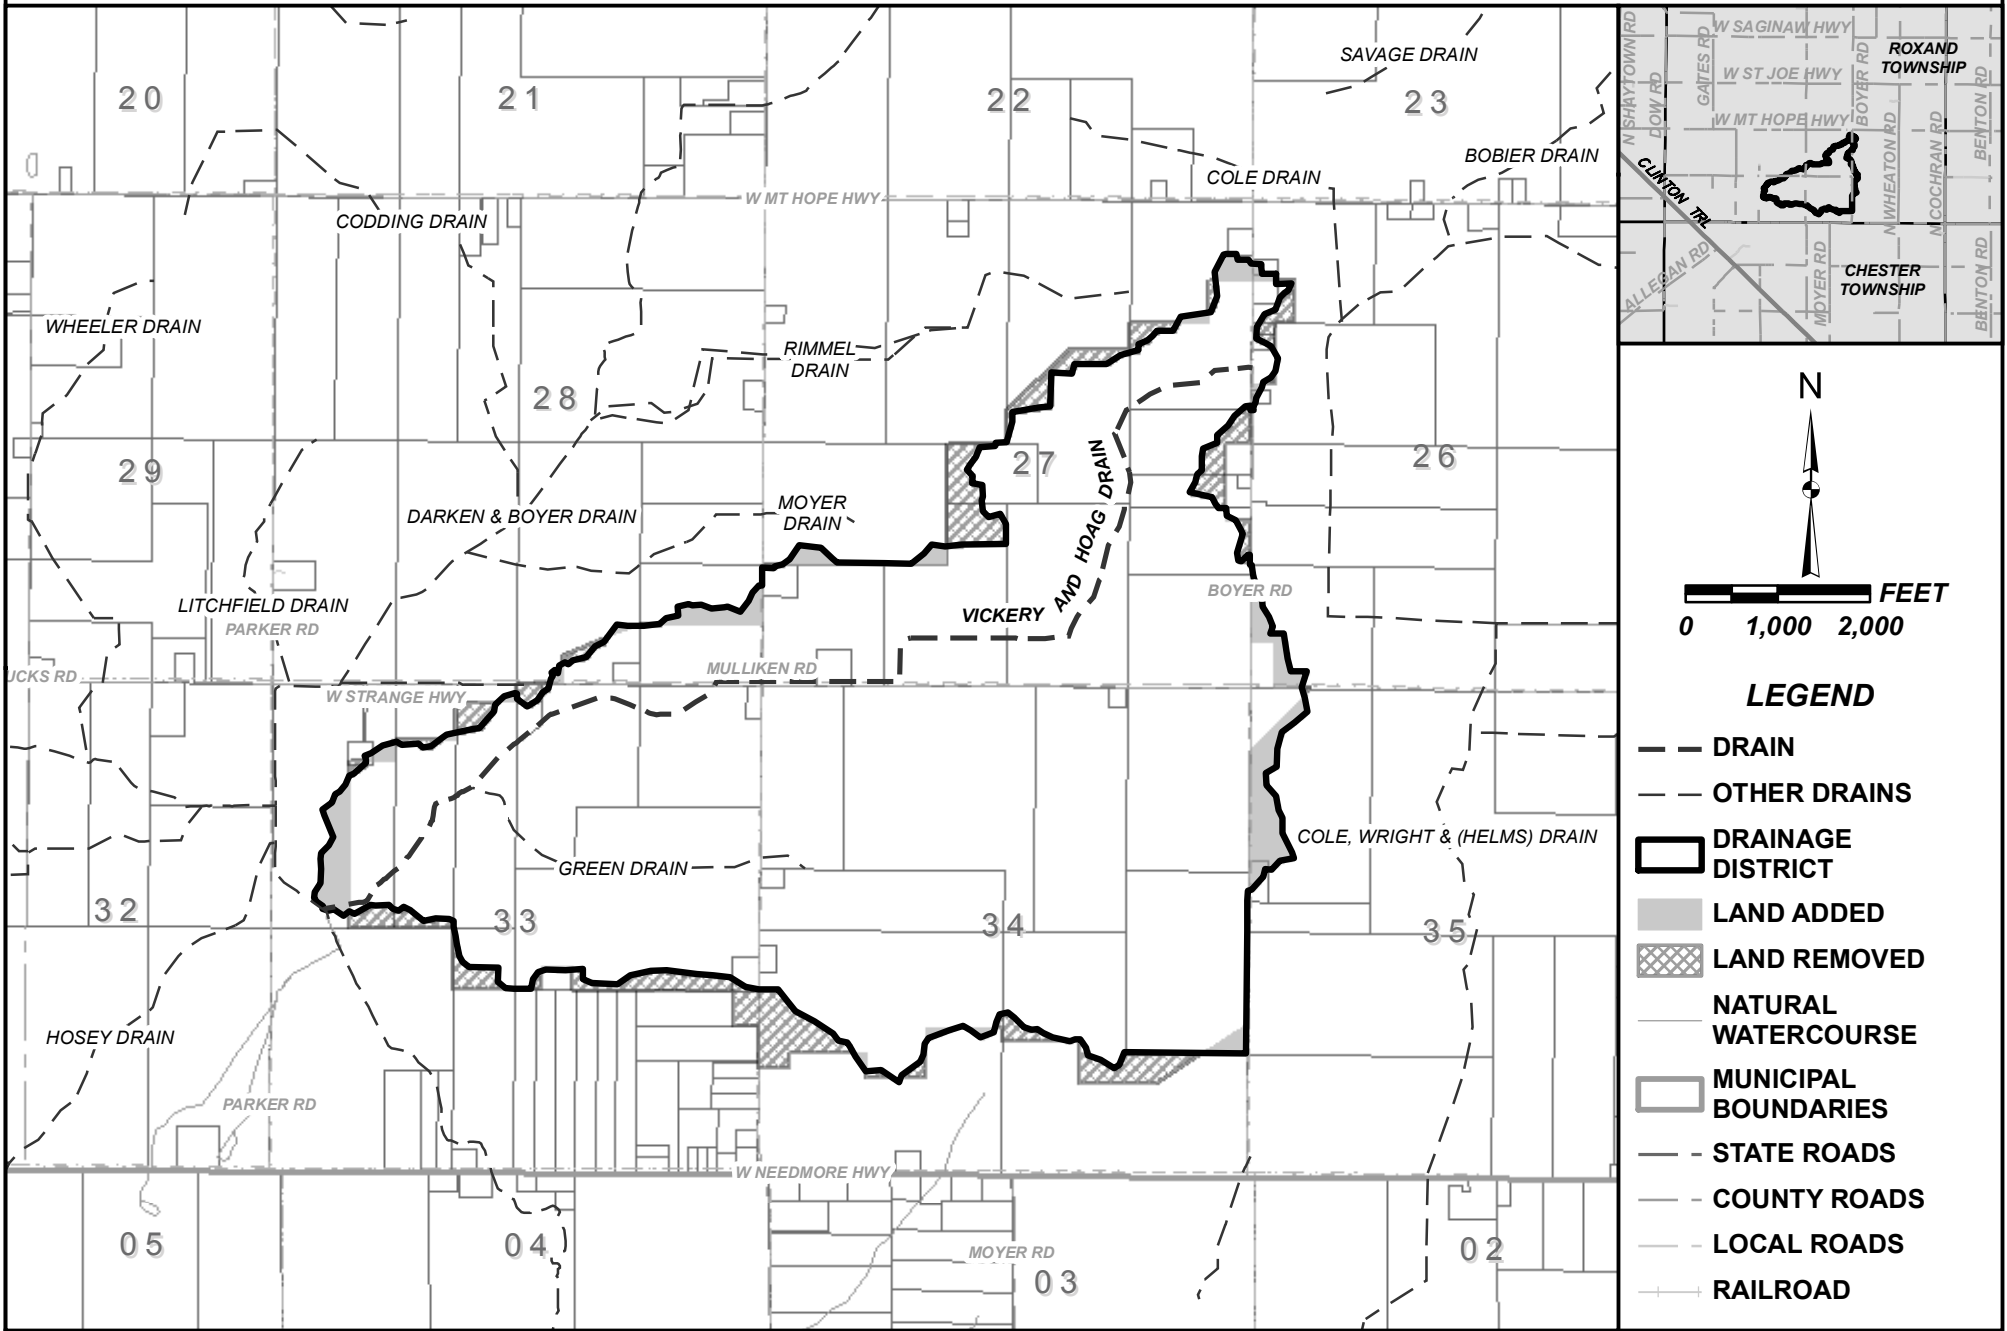 20
21
22
23
SAVAGE DRAIN
BOBIER DRAIN
COLE DRAIN
W MT HOPE HWY
CODDING DRAIN
WHEELER DRAIN
RIMMEL
DRAIN
28
29
27
26
MOYER
DRAIN
DARKEN & BOYER DRAIN
VICKERY AND HOAG DRAIN
BOYER RD
LITCHFIELD DRAIN
PARKER RD
MULLIKEN RD
UCKS RD
W STRANGE HWY
COLE, WRIGHT & (HELMS) DRAIN
GREEN DRAIN
32
33
34
35
HOSEY DRAIN
PARKER RD
W NEEDMORE HWY
05
04
MOYER RD
03
02
N SHAYTOWN RD
DOW RD
GATES RD
W SAGINAW HWY
BOYER RD
ROXAND
TOWNSHIP
W ST JOE HWY
W MT HOPE HWY
BENTON RD
N WHEATON RD
N COCHRAN RD
CLINTON TRL
ALLEGAN RD
MOYER RD
CHESTER
TOWNSHIP
BENTON RD
N
FEET
0 1,000 2,000
LEGEND
DRAIN
OTHER DRAINS
DRAINAGE
DISTRICT
LAND ADDED
LAND REMOVED
NATURAL
WATERCOURSE
MUNICIPAL
BOUNDARIES
STATE ROADS
COUNTY ROADS
LOCAL ROADS
RAILROAD